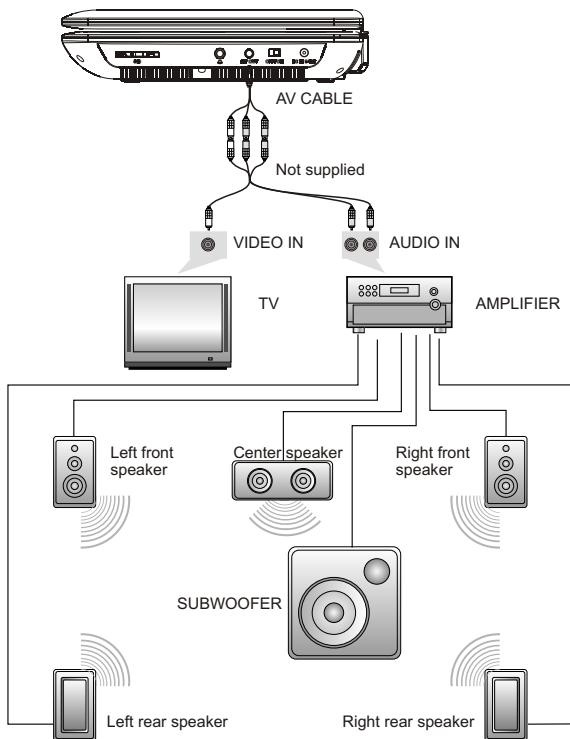 AV CABLE
Not supplied
VIDEO IN
AUDIO IN
TV
AMPLIFIER
Left front
speaker
Center speaker
Right front
speaker
SUBWOOFER
Left rear speaker
Right rear speaker